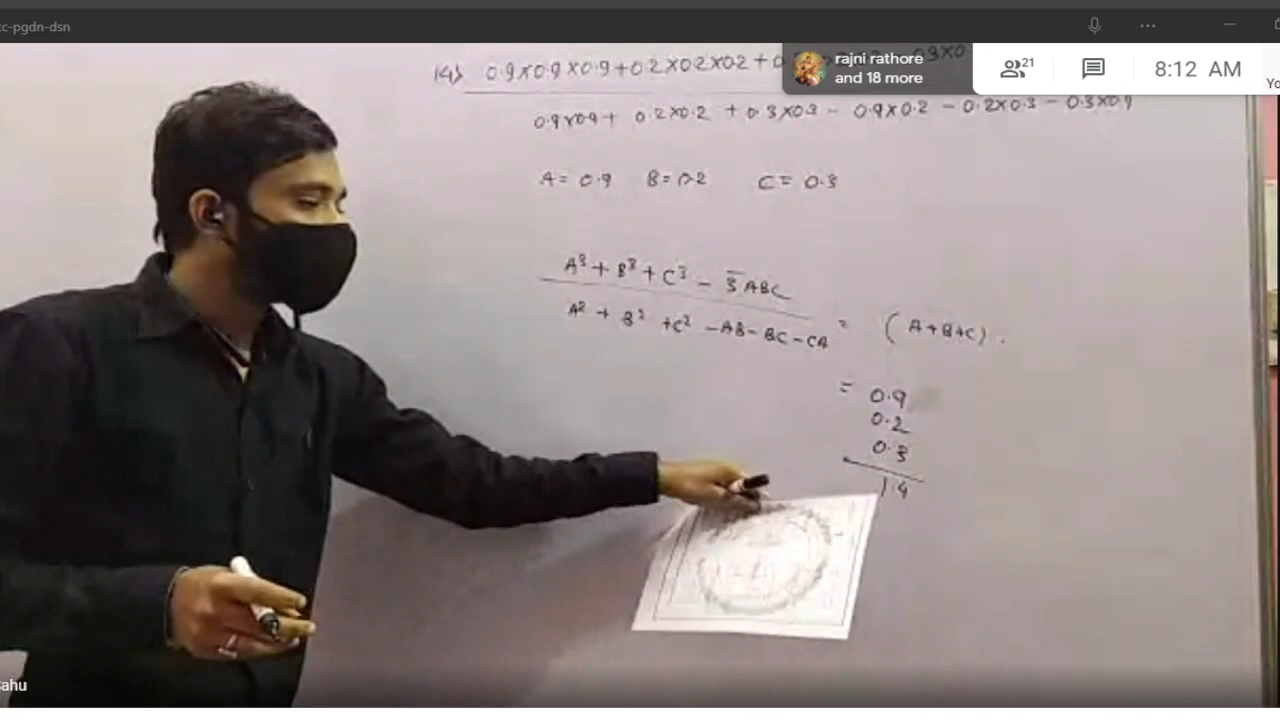 c-pgdn-dsn
rajni rathore
and 18 more
21
8:12 AM
Yo
14) 0.9×0.9×0.9+0.2×0.2×0.2+
0.9×0.9+ 0.2×0.2 + 0.3×0.3 - 0.9×0.2 - 0.2×0.3 - 0.3×0.9
A= 0.9 B=0.2 C= 0.3
A³ + B³ + C³ - 3ABC
A² + B² +C² -AB-BC-CA = (A+B+C).
= 0.9
0.2
0.3
1.4
ahu